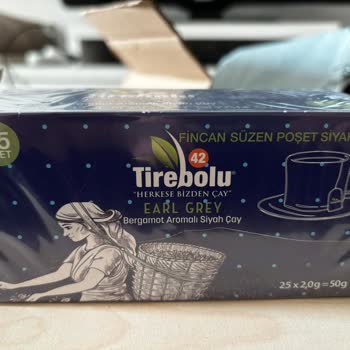 FİNCAN SÜZEN POŞET SİYAH
42
Tirebolu
"HERKESE BİZDEN ÇAY"
EARL GREY
Bergamot Aromalı Siyah Çay
25 x 2,0g = 50g